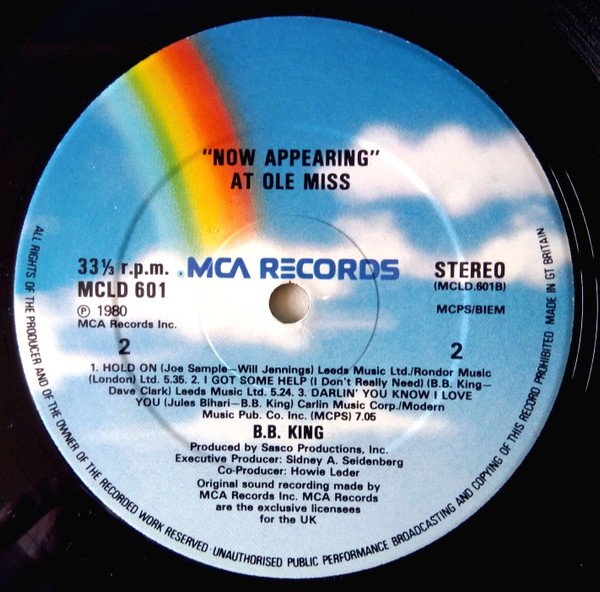 "NOW APPEARING"
AT OLE MISS
33⅓ r.p.m.
MCLD 601
Ⓟ 1980
MCA Records Inc.
2
MCA RECORDS
STEREO
(MCLD.601B)
MCPS/BIEM
2
1. HOLD ON (Joe Sample—Will Jennings) Leeds Music Ltd./Rondor Music
(London) Ltd. 5.35. 2. I GOT SOME HELP (I Don't Really Need) (B.B. King—
Dave Clark) Leeds Music Ltd. 5.24. 3. DARLIN' YOU KNOW I LOVE
YOU (Jules Bihari—B.B. King) Carlin Music Corp./Modern
Music Pub. Co. Inc. (MCPS) 7.05
B.B. KING
Produced by Sasco Productions, Inc.
Executive Producer: Sidney A. Seidenberg
Co-Producer: Howie Leder
Original sound recording made by
MCA Records Inc. MCA Records
are the exclusive licensees
for the UK
ALL RIGHTS OF THE PRODUCER AND OF THE OWNER OF THE RECORDED WORK RESERVED · UNAUTHORISED PUBLIC PERFORMANCE BROADCASTING AND COPYING OF THIS RECORD PROHIBITED MADE IN GT BRITAIN